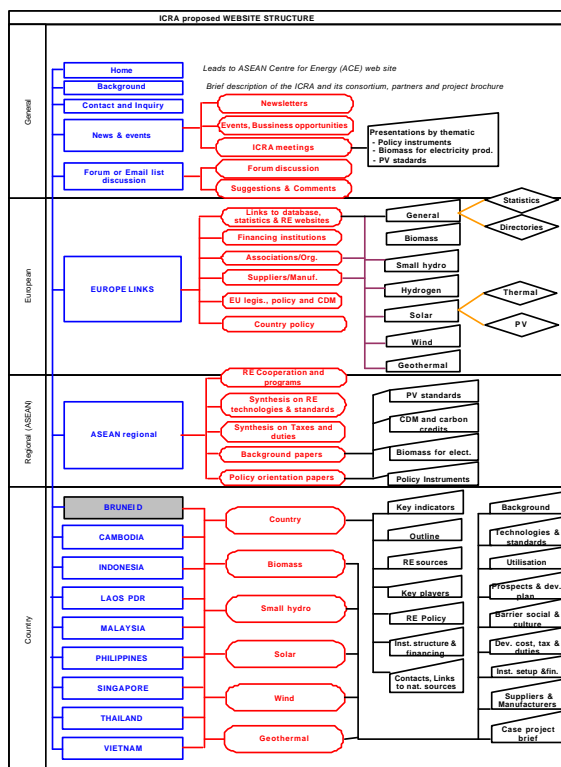 ICRA proposed WEBSITE STRUCTURE
General
Home
Leads to ASEAN Centre for Energy (ACE) web site
Background
Brief description of the ICRA and its consortium, partners and project brochure
Contact and Inquiry
News & events
Newsletters
Events, Bussiness opportunities
ICRA meetings
Presentations by thematic
- Policy instruments
- Biomass for electricity prod.
- PV stadards
Forum or Email list
discussion
Forum discussion
Suggestions & Comments
European
EUROPE LINKS
Links to database,
statistics & RE websites
Financing institutions
Associations/Org.
Suppliers/Manuf.
EU legis., policy and CDM
Country policy
General
Biomass
Small hydro
Hydrogen
Solar
Wind
Geothermal
Statistics
Directories
Thermal
PV
Regional (ASEAN)
ASEAN regional
RE Cooperation and
programs
Synthesis on RE
technologies & standards
Synthesis on Taxes and
duties
Background papers
Policy orientation papers
PV standards
CDM and carbon
credits
Biomass for elect.
Policy Instruments
Country
BRUNEI D
CAMBODIA
INDONESIA
LAOS PDR
MALAYSIA
PHILIPPINES
SINGAPORE
THAILAND
VIETNAM
Country
Biomass
Small hydro
Solar
Wind
Geothermal
Key indicators
Outline
RE sources
Key players
RE Policy
Inst. structure &
financing
Contacts, Links
to nat. sources
Background
Technologies &
standards
Utilisation
Prospects & dev.
plan
Barrier social &
culture
Dev. cost, tax &
duties
Inst. setup &fin.
Suppliers &
Manufacturers
Case project
brief